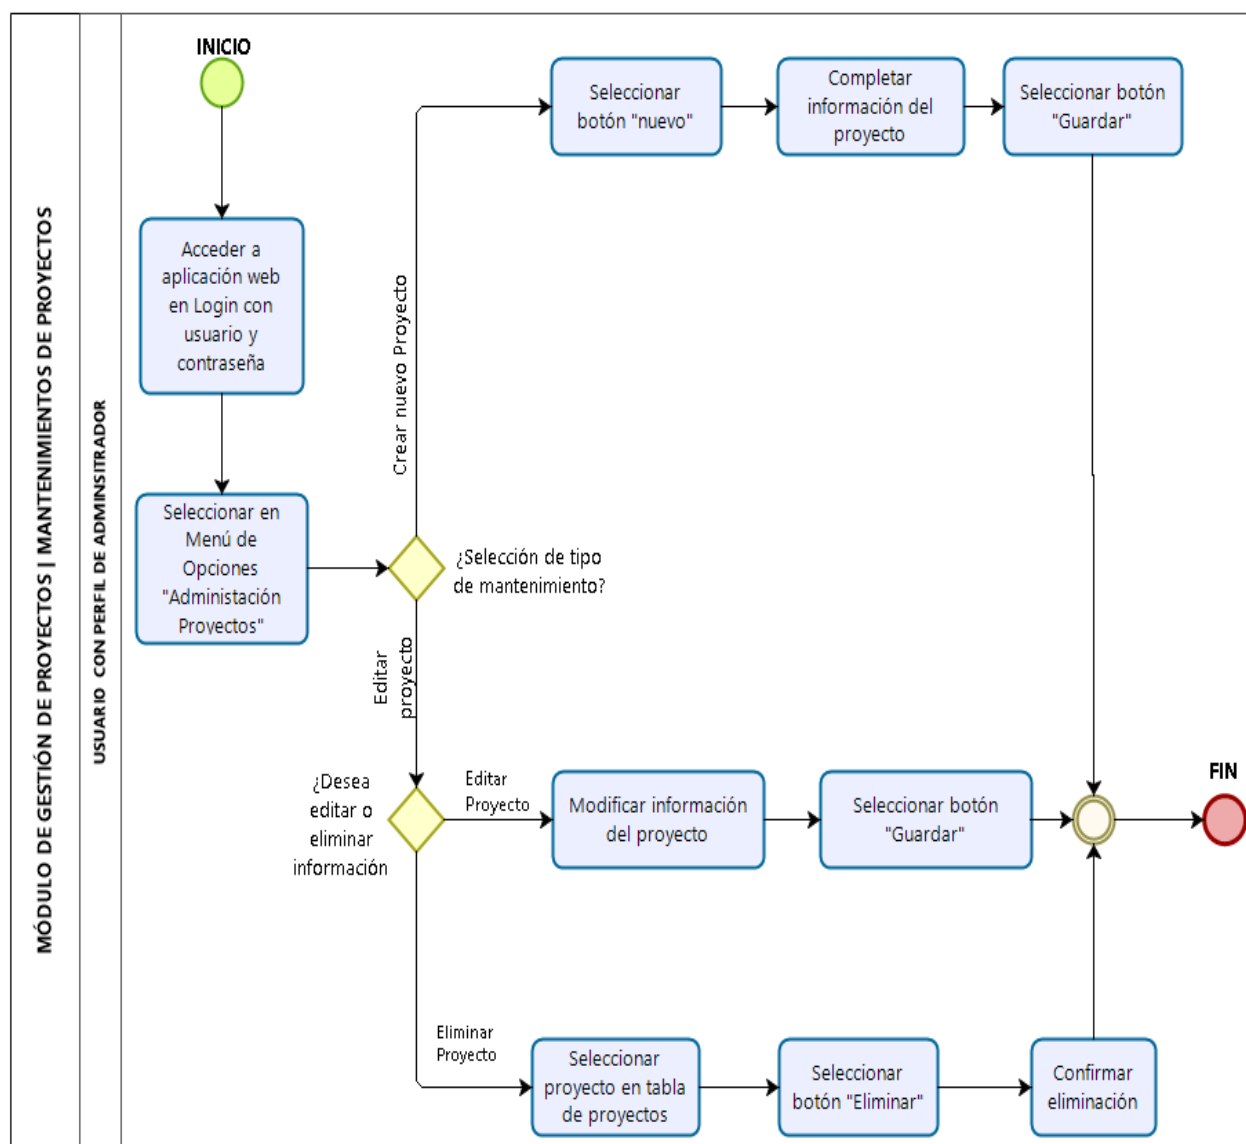 MÓDULO DE GESTIÓN DE PROYECTOS | MANTENIMIENTOS DE PROYECTOS
USUARIO CON PERFIL DE ADMINSITRADOR
INICIO
Acceder a
aplicación web
en Login con
usuario y
contraseña
Seleccionar en
Menú de
Opciones
"Administación
Proyectos"
¿Selección de tipo
de mantenimiento?
Crear nuevo Proyecto
Seleccionar
botón "nuevo"
Completar
información del
proyecto
Seleccionar botón
"Guardar"
Editar
proyecto
¿Desea
editar o
eliminar
información
Editar
Proyecto
Modificar información
del proyecto
Seleccionar botón
"Guardar"
FIN
Eliminar
Proyecto
Seleccionar
proyecto en tabla
de proyectos
Seleccionar
botón "Eliminar"
Confirmar
eliminación